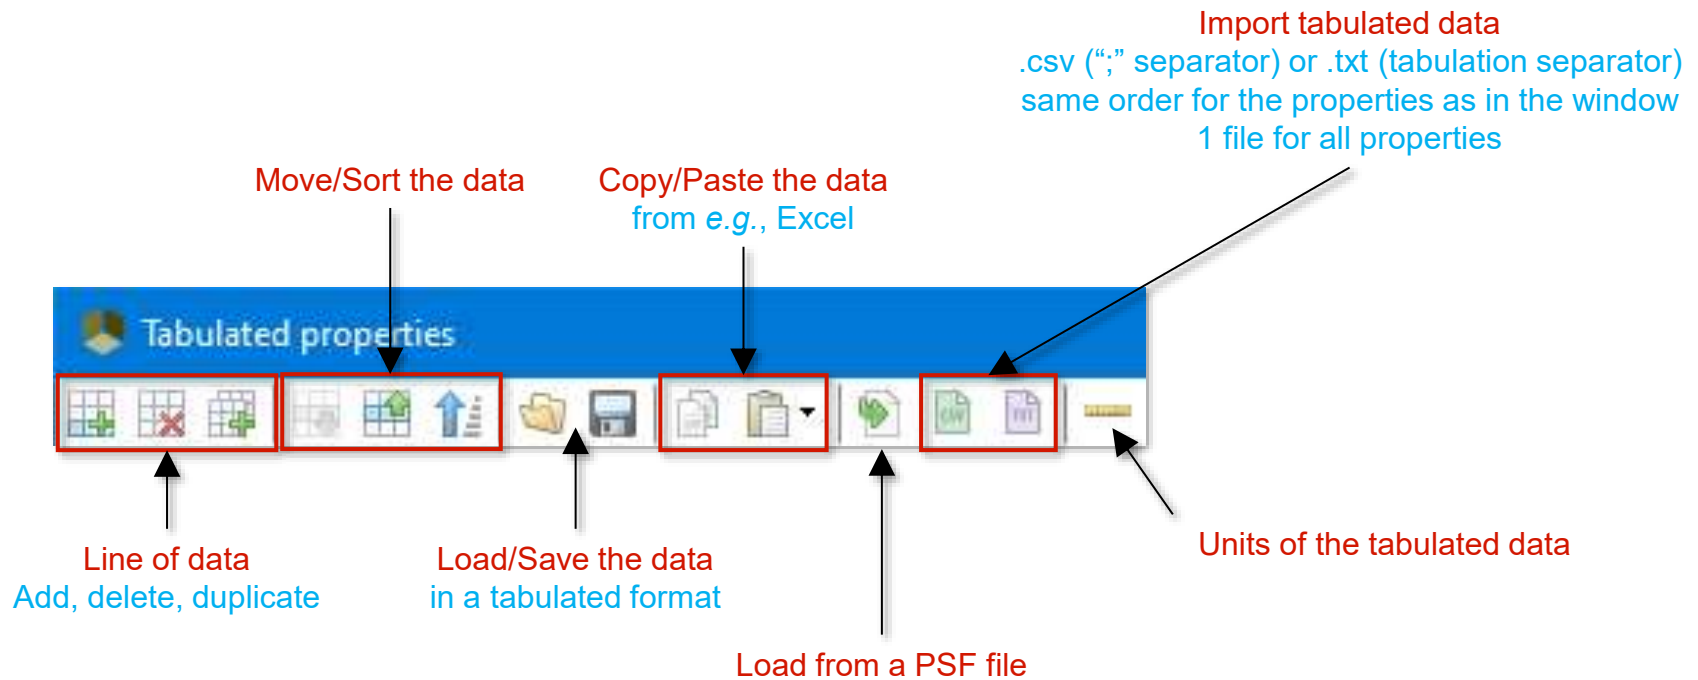 Import tabulated data
.csv (“;” separator) or .txt (tabulation separator)
same order for the properties as in the window
1 file for all properties
Move/Sort the data
Copy/Paste the data
from e.g., Excel
Tabulated properties
CSV
TXT
Line of data
Add, delete, duplicate
Load/Save the data
in a tabulated format
Units of the tabulated data
Load from a PSF file